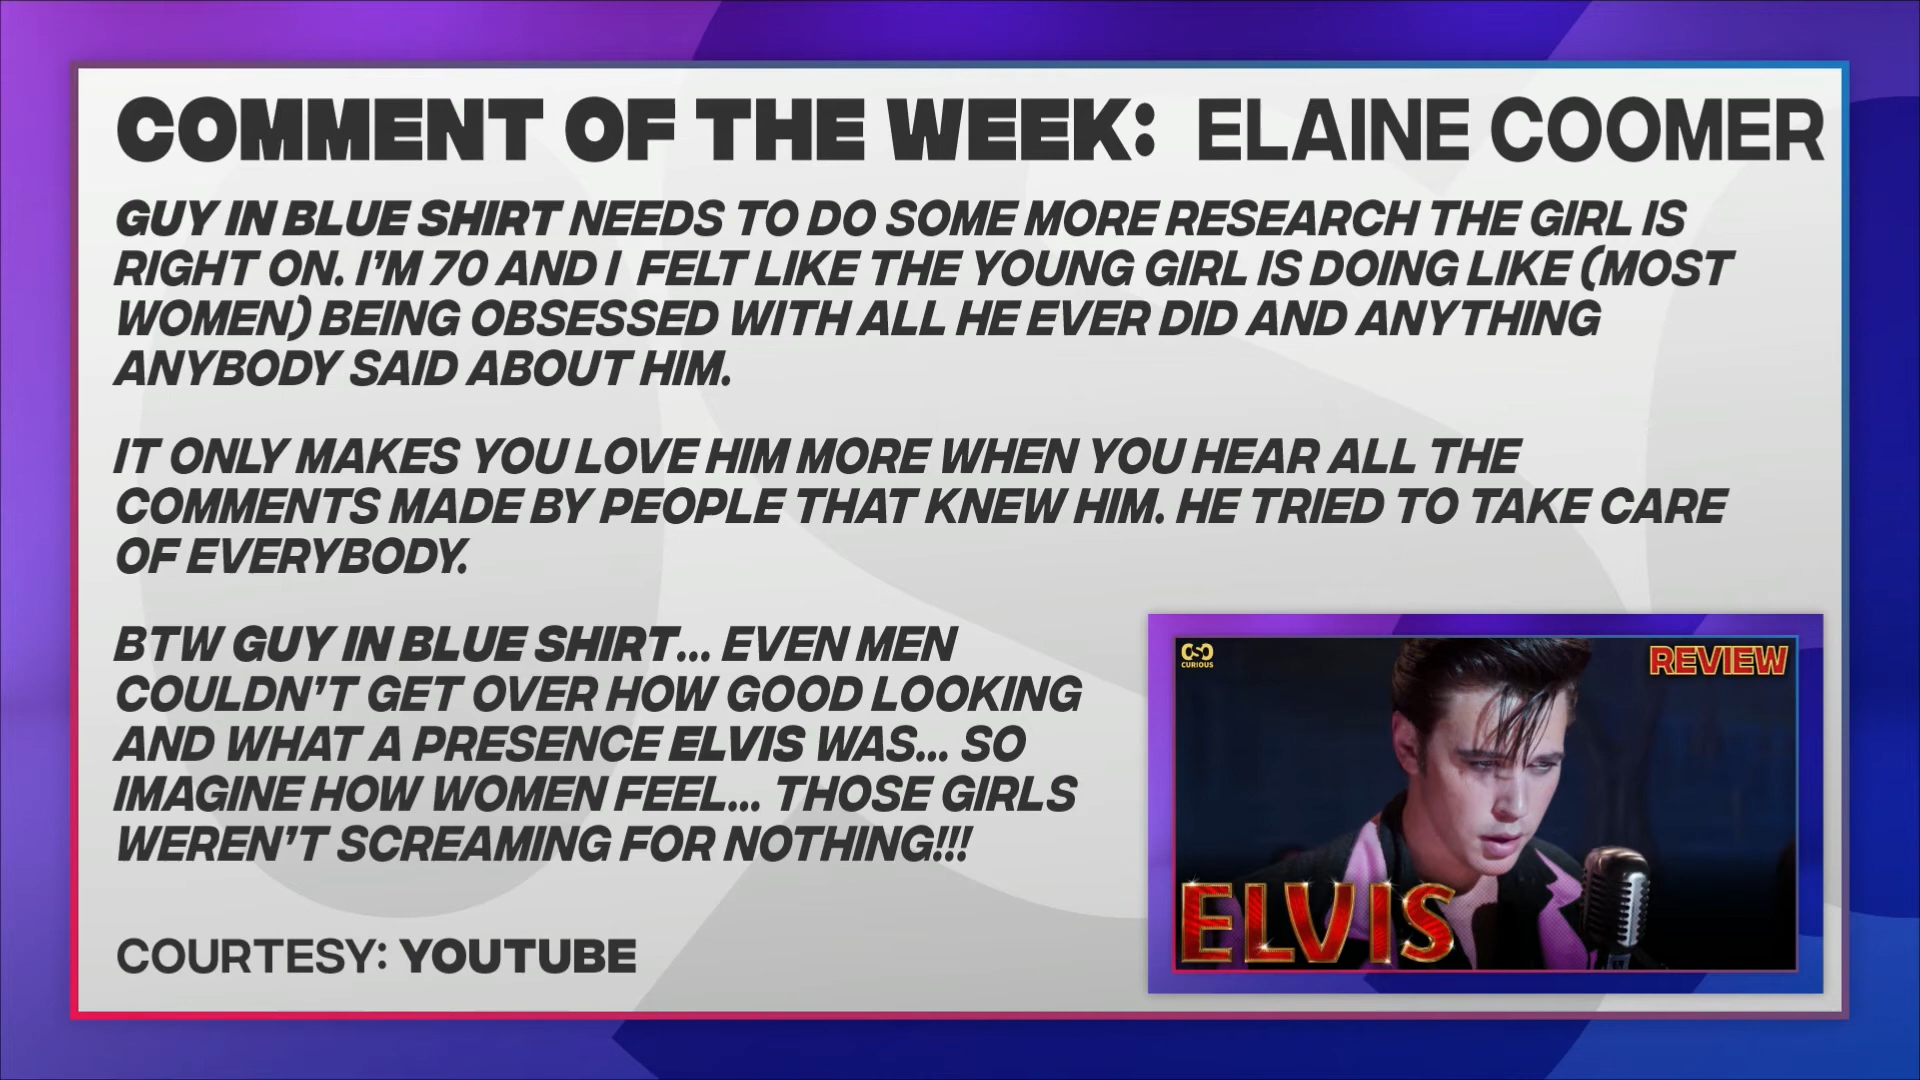 COMMENT OF THE WEEK: ELAINE COOMER
GUY IN BLUE SHIRT NEEDS TO DO SOME MORE RESEARCH THE GIRL IS
RIGHT ON. I'M 70 AND I FELT LIKE THE YOUNG GIRL IS DOING LIKE (MOST
WOMEN) BEING OBSESSED WITH ALL HE EVER DID AND ANYTHING
ANYBODY SAID ABOUT HIM.
IT ONLY MAKES YOU LOVE HIM MORE WHEN YOU HEAR ALL THE
COMMENTS MADE BY PEOPLE THAT KNEW HIM. HE TRIED TO TAKE CARE
OF EVERYBODY.
BTW GUY IN BLUE SHIRT... EVEN MEN
COULDN'T GET OVER HOW GOOD LOOKING
AND WHAT A PRESENCE ELVIS WAS... SO
IMAGINE HOW WOMEN FEEL... THOSE GIRLS
WEREN'T SCREAMING FOR NOTHING!!!
COURTESY: YOUTUBE
OSO
CURIOUS
REVIEW
ELVIS